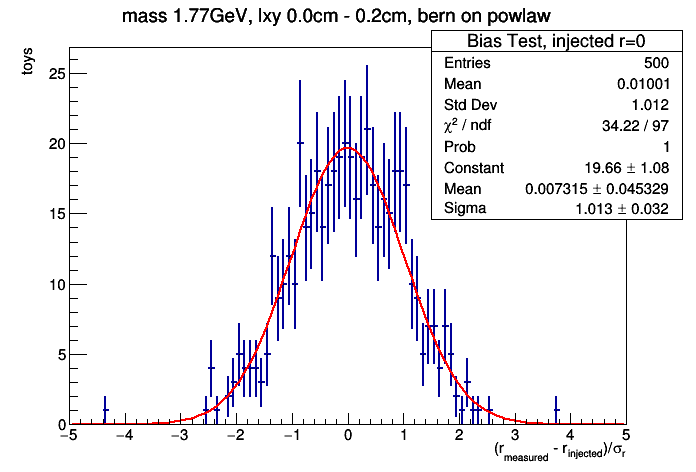 mass 1.77GeV, lxy 0.0cm - 0.2cm, bern on powlaw
Bias Test, injected r=0
Entries 500
Mean 0.01001
Std Dev 1.012
χ² / ndf 34.22 / 97
Prob 1
Constant 19.66 ± 1.08
Mean 0.007315 ± 0.045329
Sigma 1.013 ± 0.032
toys
25
20
15
10
5
0
−5 −4 −3 −2 −1 0 1 2 3 4 5
(r_measured - r_injected)/σ_r